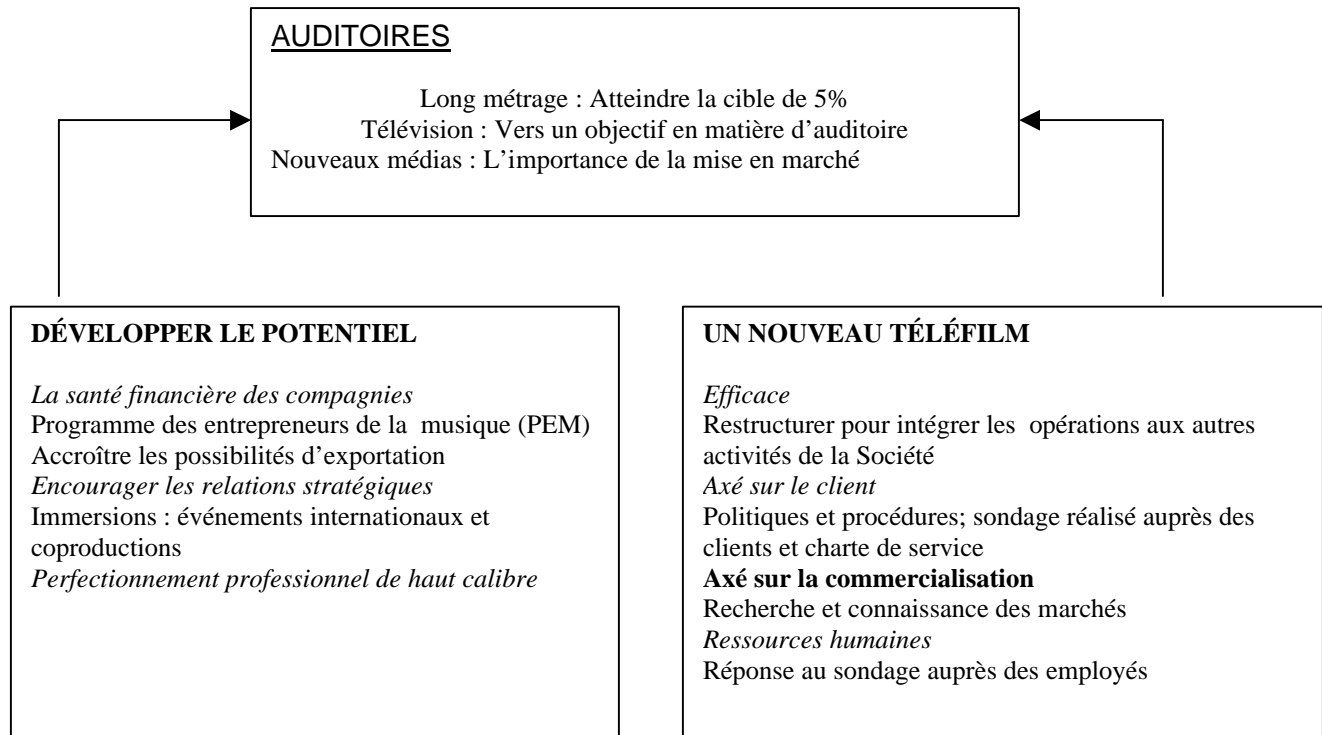 AUDITOIRES
Long métrage : Atteindre la cible de 5%
Télévision : Vers un objectif en matière d’auditoire
Nouveaux médias : L’importance de la mise en marché
DÉVELOPPER LE POTENTIEL
La santé financière des compagnies
Programme des entrepreneurs de la musique (PEM)
Accroître les possibilités d’exportation
Encourager les relations stratégiques
Immersions : événements internationaux et
coproductions
Perfectionnement professionnel de haut calibre
UN NOUVEAU TÉLÉFILM
Efficace
Restructurer pour intégrer les opérations aux autres
activités de la Société
Axé sur le client
Politiques et procédures; sondage réalisé auprès des
clients et charte de service
Axé sur la commercialisation
Recherche et connaissance des marchés
Ressources humaines
Réponse au sondage auprès des employés